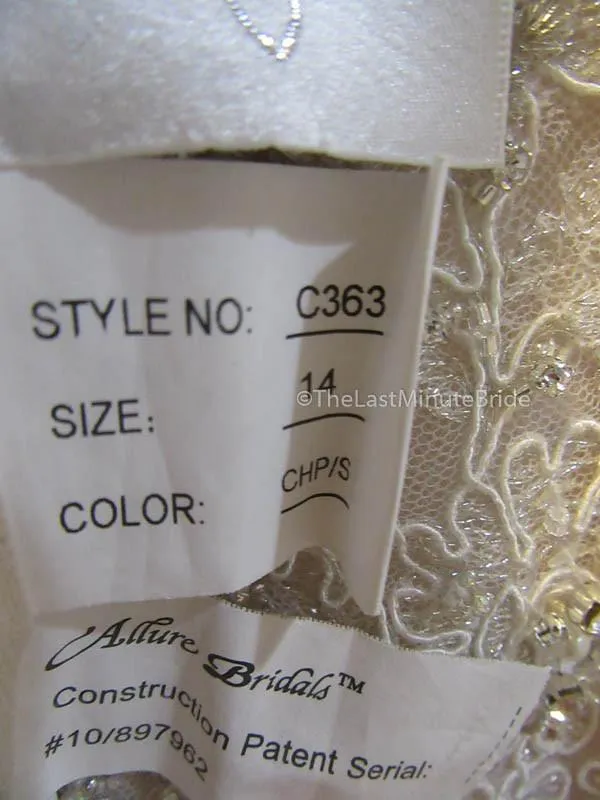 STYLE NO: C363
SIZE: 14
©TheLastMinuteBride
COLOR: CHP/S
Allure Bridals™
Construction Patent Serial:
#10/897962